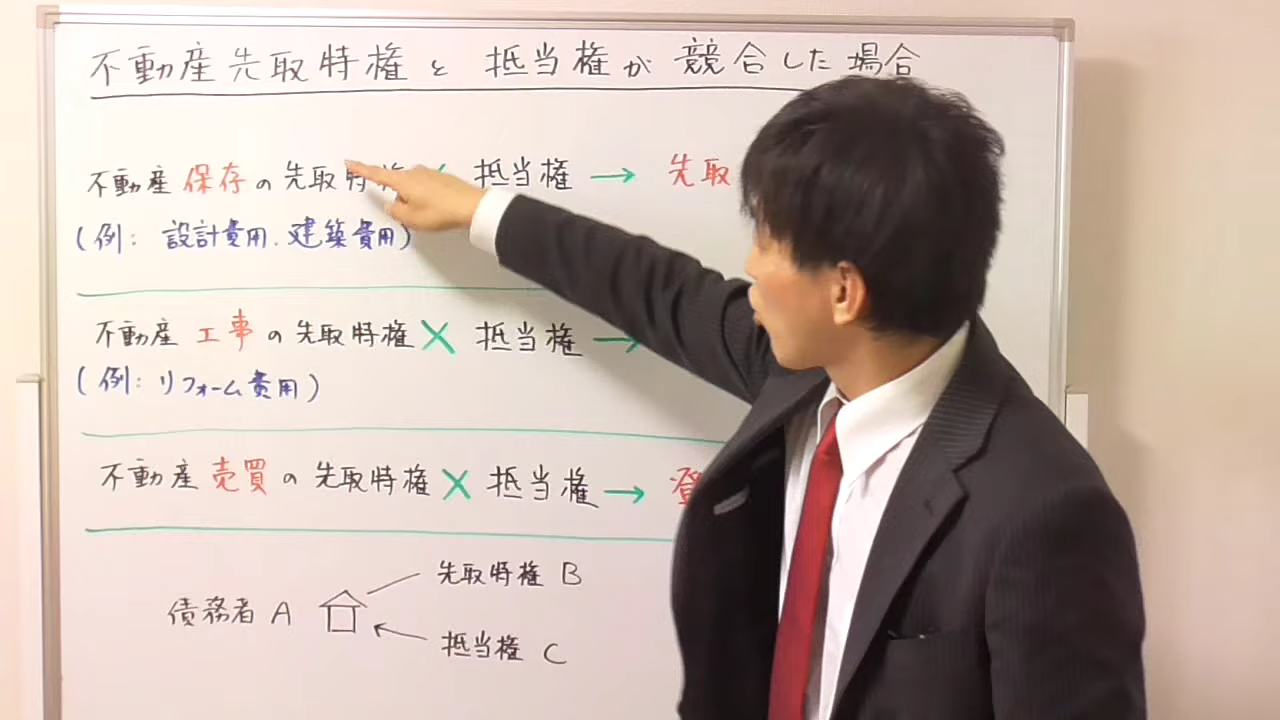 不動産先取特権と抵当権が競合した場合
不動産保存の先取特権 × 抵当権 → 先取
(例: 設計費用、建築費用)
不動産工事の先取特権 × 抵当権 →
(例: リフォーム費用)
不動産売買の先取特権 × 抵当権 → 登
先取特権 B
債務者 A
抵当権 C